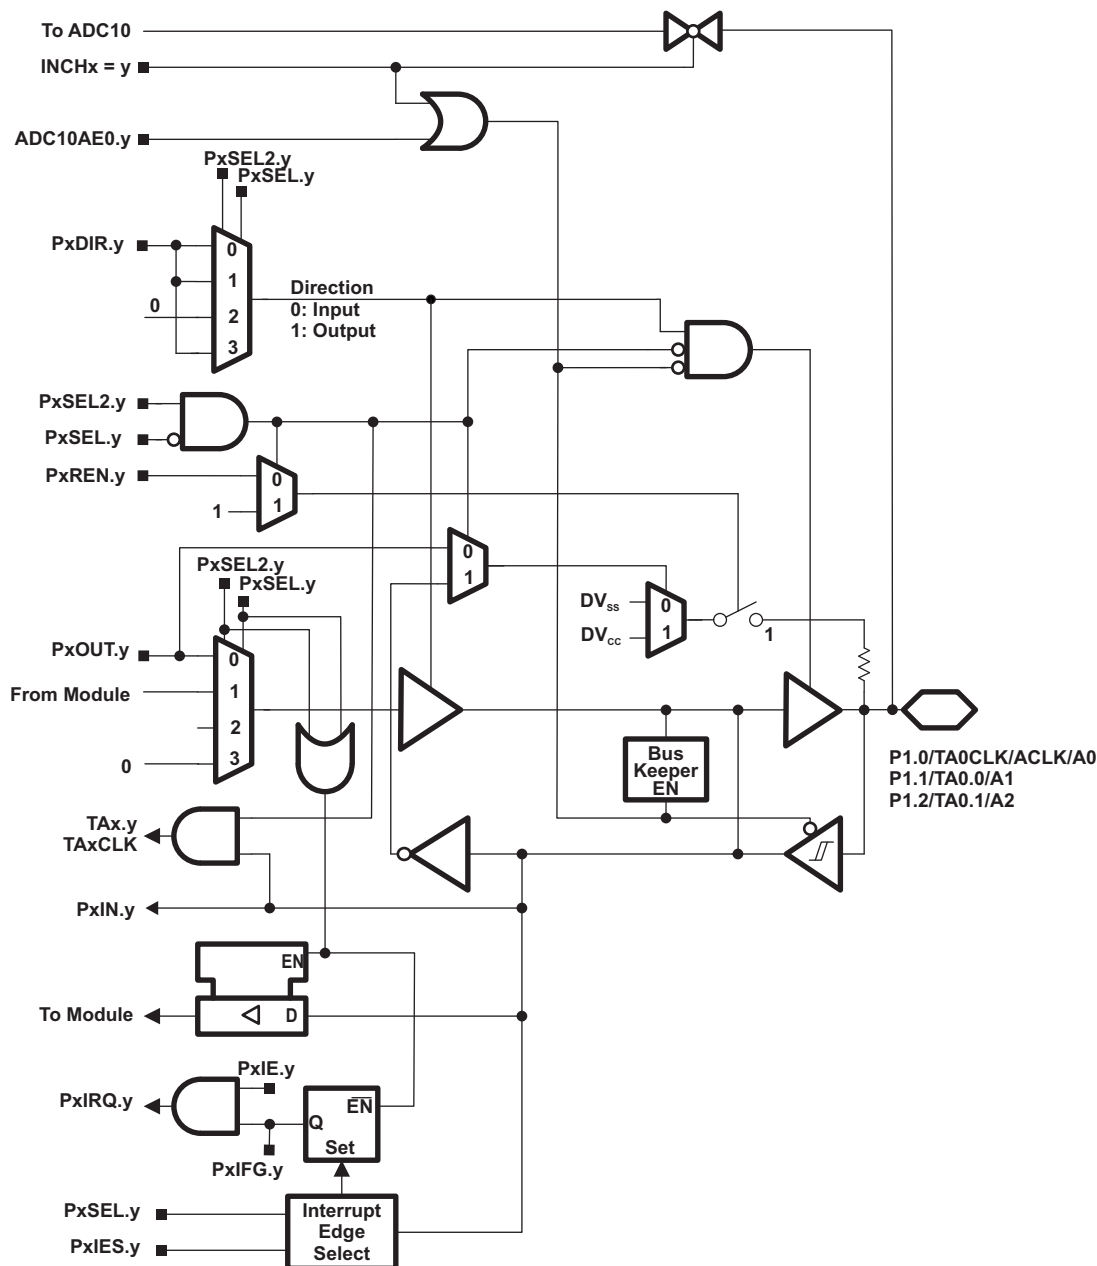 To ADC10
INCHx = y
ADC10AE0.y
PxSEL2.y
PxSEL.y
PxDIR.y
0
1
0
2
3
Direction
0: Input
1: Output
PxSEL2.y
PxSEL.y
PxREN.y
0
1
1
0
1
PxSEL2.y
PxSEL.y
DVss
0
DVcc
1
1
PxOUT.y
0
From Module
1
2
0
3
Bus
Keeper
EN
P1.0/TA0CLK/ACLK/A0
P1.1/TA0.0/A1
P1.2/TA0.1/A2
TAx.y
TAxCLK
PxIN.y
EN
To Module
D
PxIE.y
PxIRQ.y
EN
Q
Set
PxIFG.y
PxSEL.y
PxIES.y
Interrupt
Edge
Select